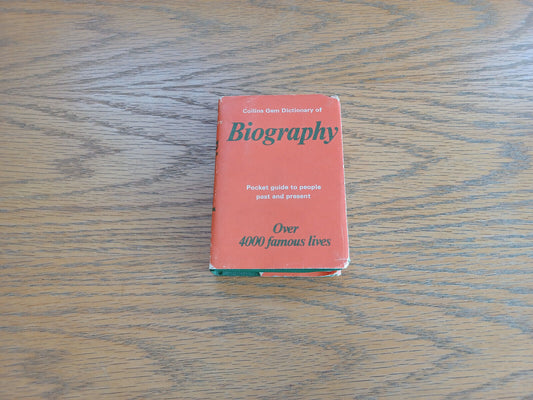 Collins Gem Dictionary of
Biography
Pocket guide to people
past and present
Over
4000 famous lives